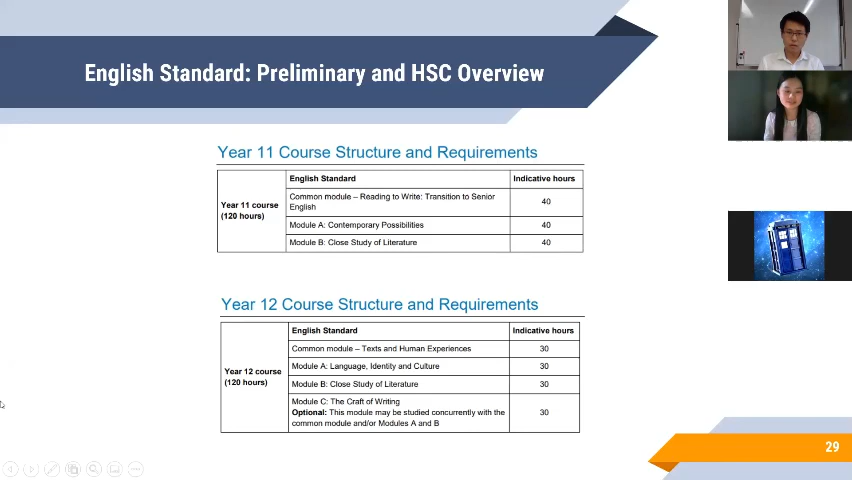 English Standard: Preliminary and HSC Overview
Year 11 Course Structure and Requirements
English Standard
Indicative hours
Year 11 course
(120 hours)
Common module – Reading to Write: Transition to Senior
English
40
Module A: Contemporary Possibilities
40
Module B: Close Study of Literature
40
Year 12 Course Structure and Requirements
English Standard
Indicative hours
Year 12 course
(120 hours)
Common module – Texts and Human Experiences
30
Module A: Language, Identity and Culture
30
Module B: Close Study of Literature
30
Module C: The Craft of Writing
Optional: This module may be studied concurrently with the
common module and/or Modules A and B
30
29